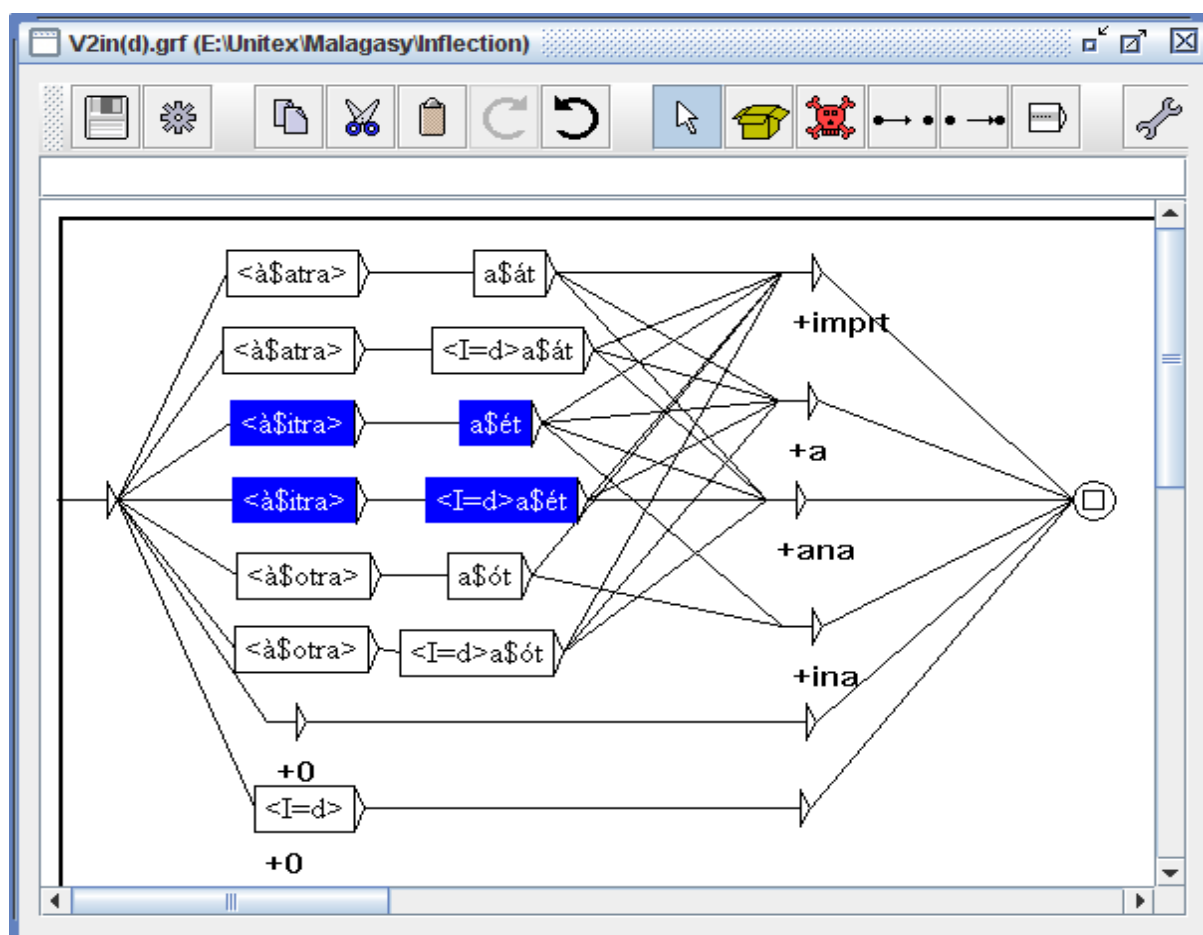 V2in(d).grf (E:\Unitex\Malagasy\Inflection)
<à$atra> a$át
+imprt
<à$atra> <I=d>a$át
<à$itra> a$ét
+a
<à$itra> <I=d>a$ét
+ana
<à$otra> a$ót
<à$otra> <I=d>a$ót
+ina
+0
<I=d>
+0